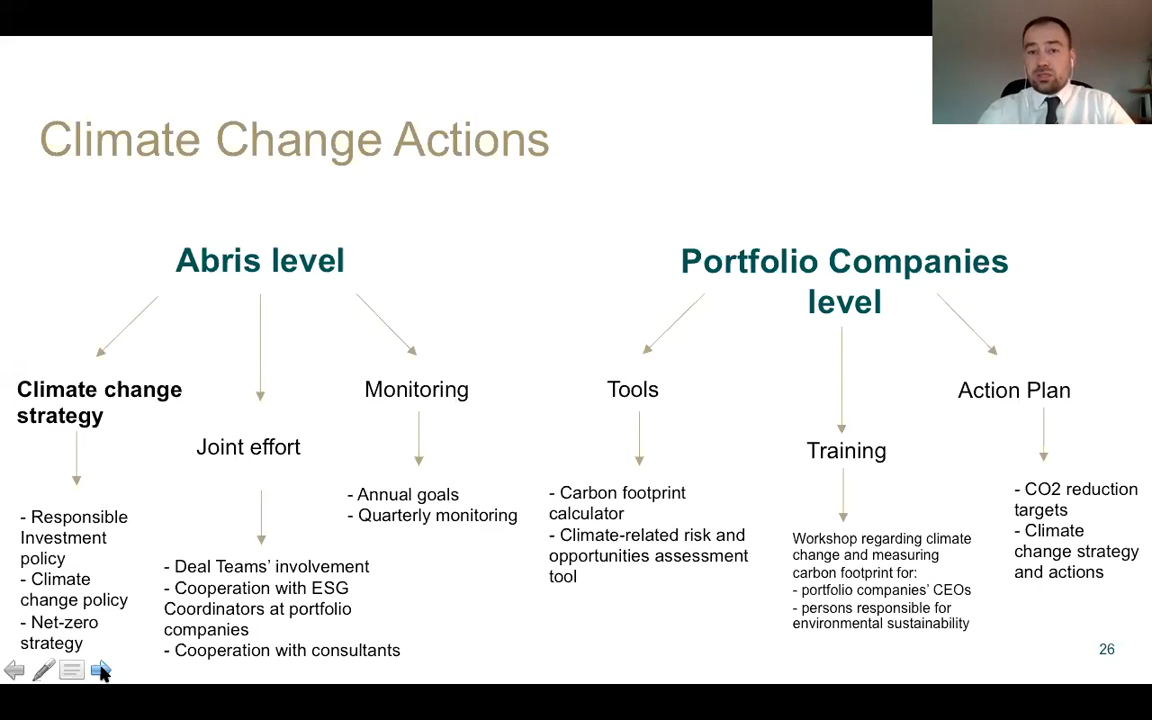 Climate Change Actions
Abris level
Climate change
strategy
- Responsible
Investment
policy
- Climate
change policy
- Net-zero
strategy
Joint effort
- Deal Teams’ involvement
- Cooperation with ESG
Coordinators at portfolio
companies
- Cooperation with consultants
Monitoring
- Annual goals
- Quarterly monitoring
Portfolio Companies
level
Tools
- Carbon footprint
calculator
- Climate-related risk and
opportunities assessment
tool
Training
Workshop regarding climate
change and measuring
carbon footprint for:
- portfolio companies’ CEOs
- persons responsible for
environmental sustainability
Action Plan
- CO2 reduction
targets
- Climate
change strategy
and actions
26